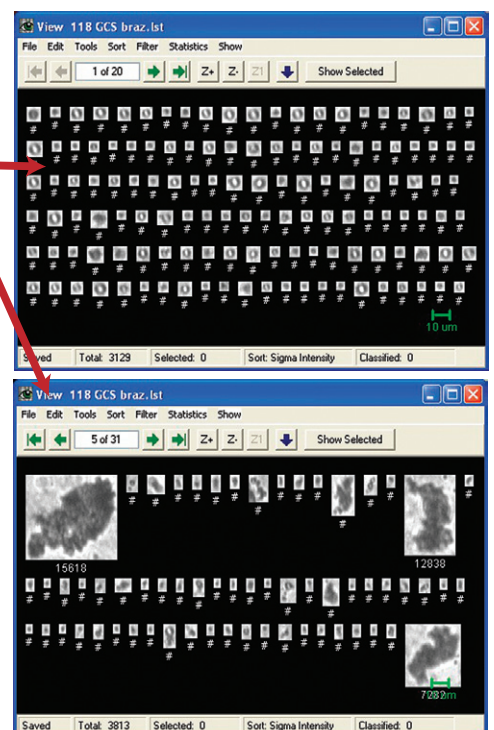 View 118 GCS braz.lst
File Edit Tools Sort Filter Statistics Show
1 of 20 Z+ Z- Z1 Show Selected
10 um
Saved Total: 3129 Selected: 0 Sort: Sigma Intensity Classified: 0
View 118 GCS braz.lst
File Edit Tools Sort Filter Statistics Show
5 of 31 Z+ Z- Z1 Show Selected
15618
12838
Saved Total: 3813 Selected: 0 Sort: Sigma Intensity Classified: 0